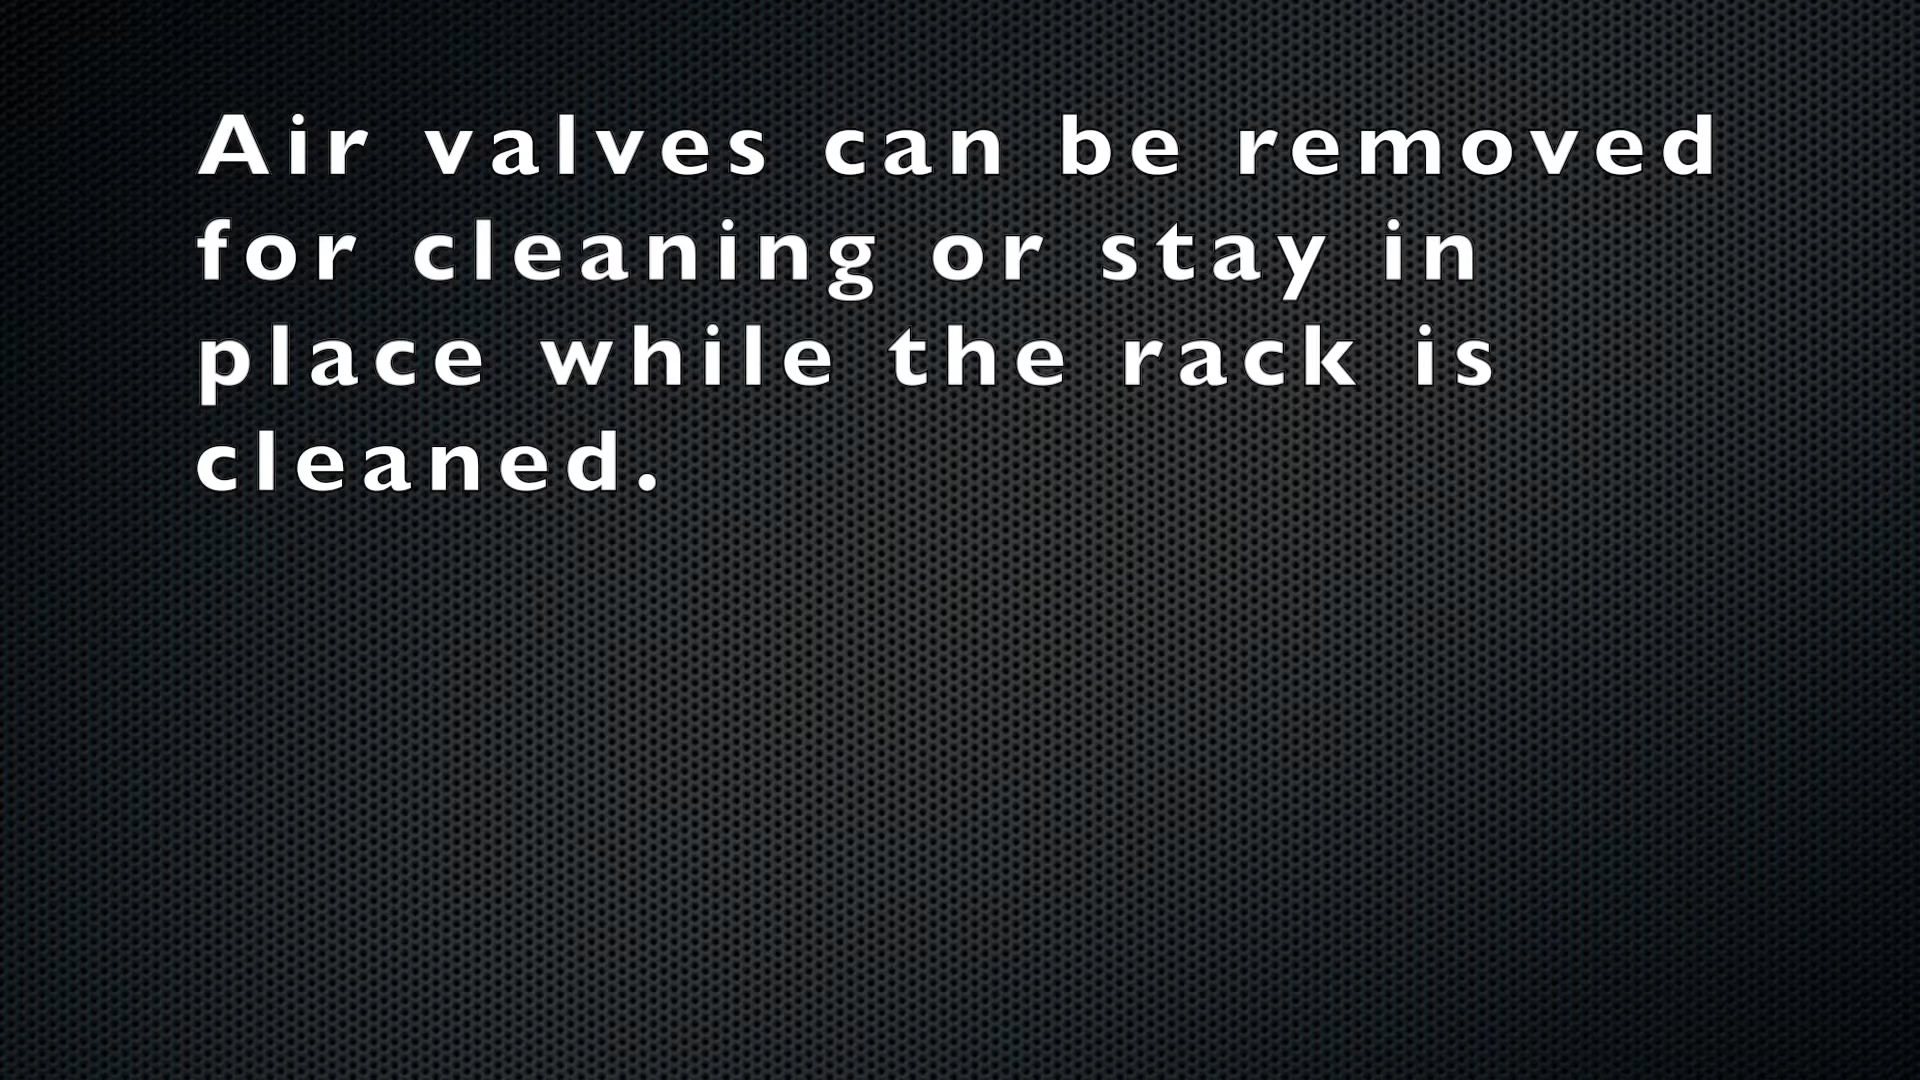 Air valves can be removed
for cleaning or stay in
place while the rack is
cleaned.